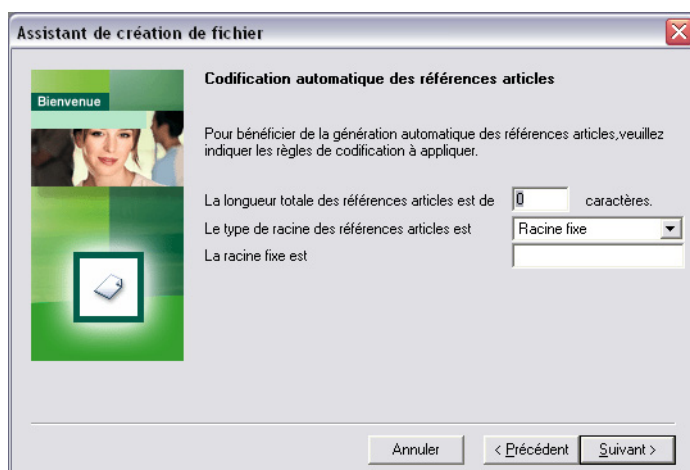 Assistant de création de fichier
Bienvenue
Codification automatique des références articles
Pour bénéficier de la génération automatique des références articles,veuillez
indiquer les règles de codification à appliquer.
La longueur totale des références articles est de 0 caractères.
Le type de racine des références articles est Racine fixe
La racine fixe est
Annuler < Précédent Suivant >